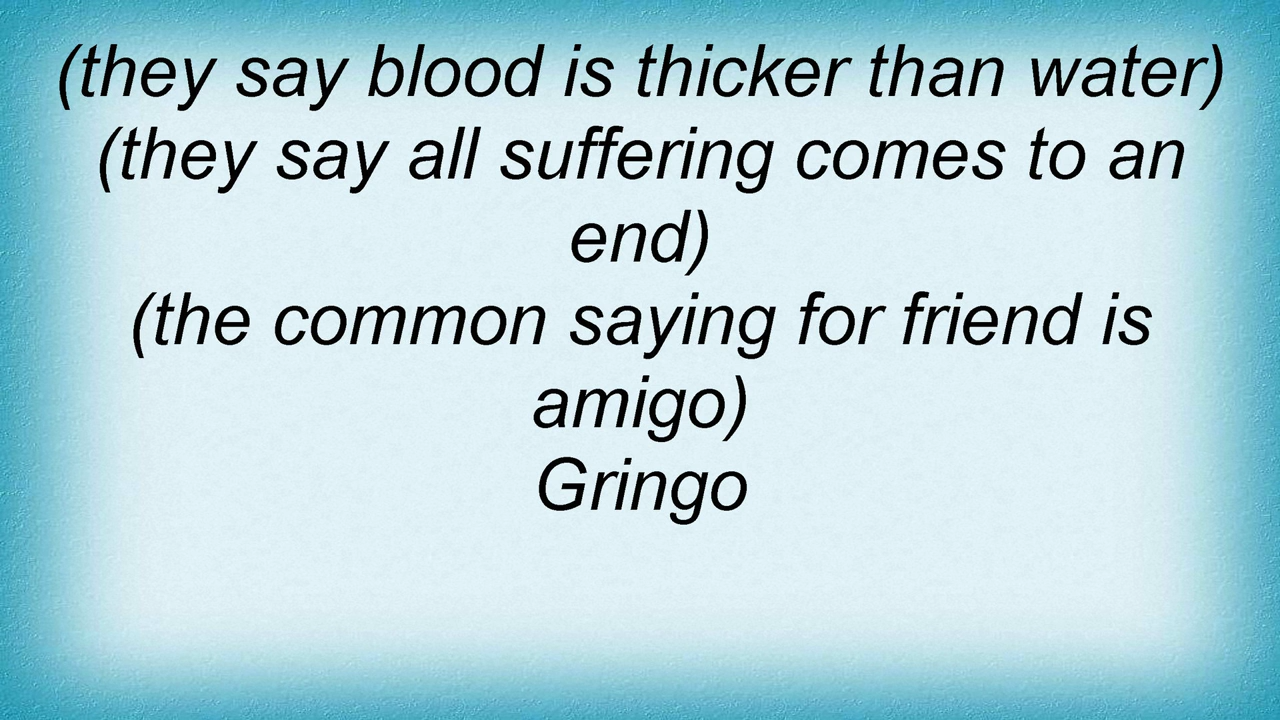 (they say blood is thicker than water)
(they say all suffering comes to an
end)
(the common saying for friend is
amigo)
Gringo